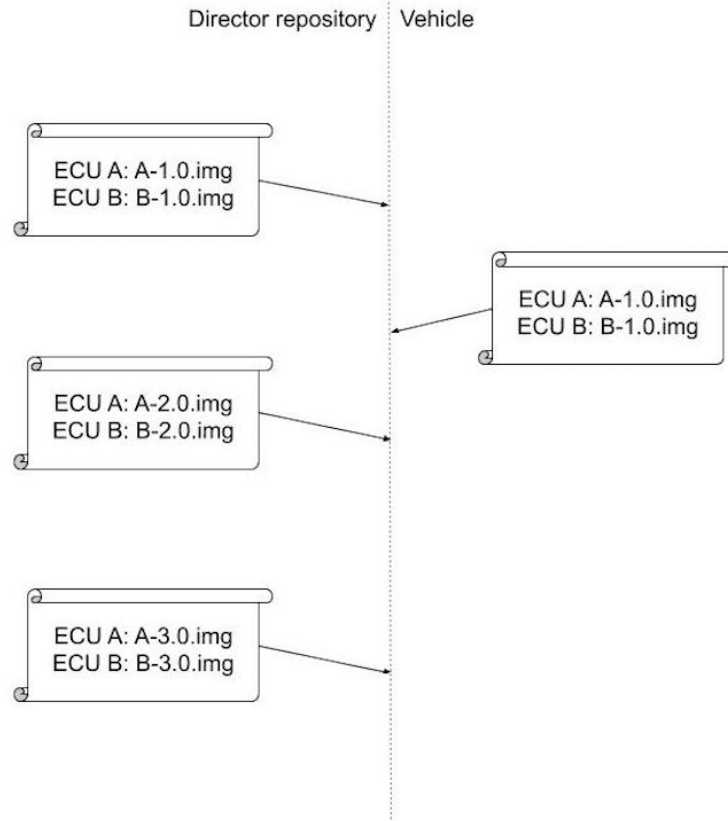 Director repository
Vehicle
ECU A: A-1.0.img
ECU B: B-1.0.img
ECU A: A-1.0.img
ECU B: B-1.0.img
ECU A: A-2.0.img
ECU B: B-2.0.img
ECU A: A-3.0.img
ECU B: B-3.0.img